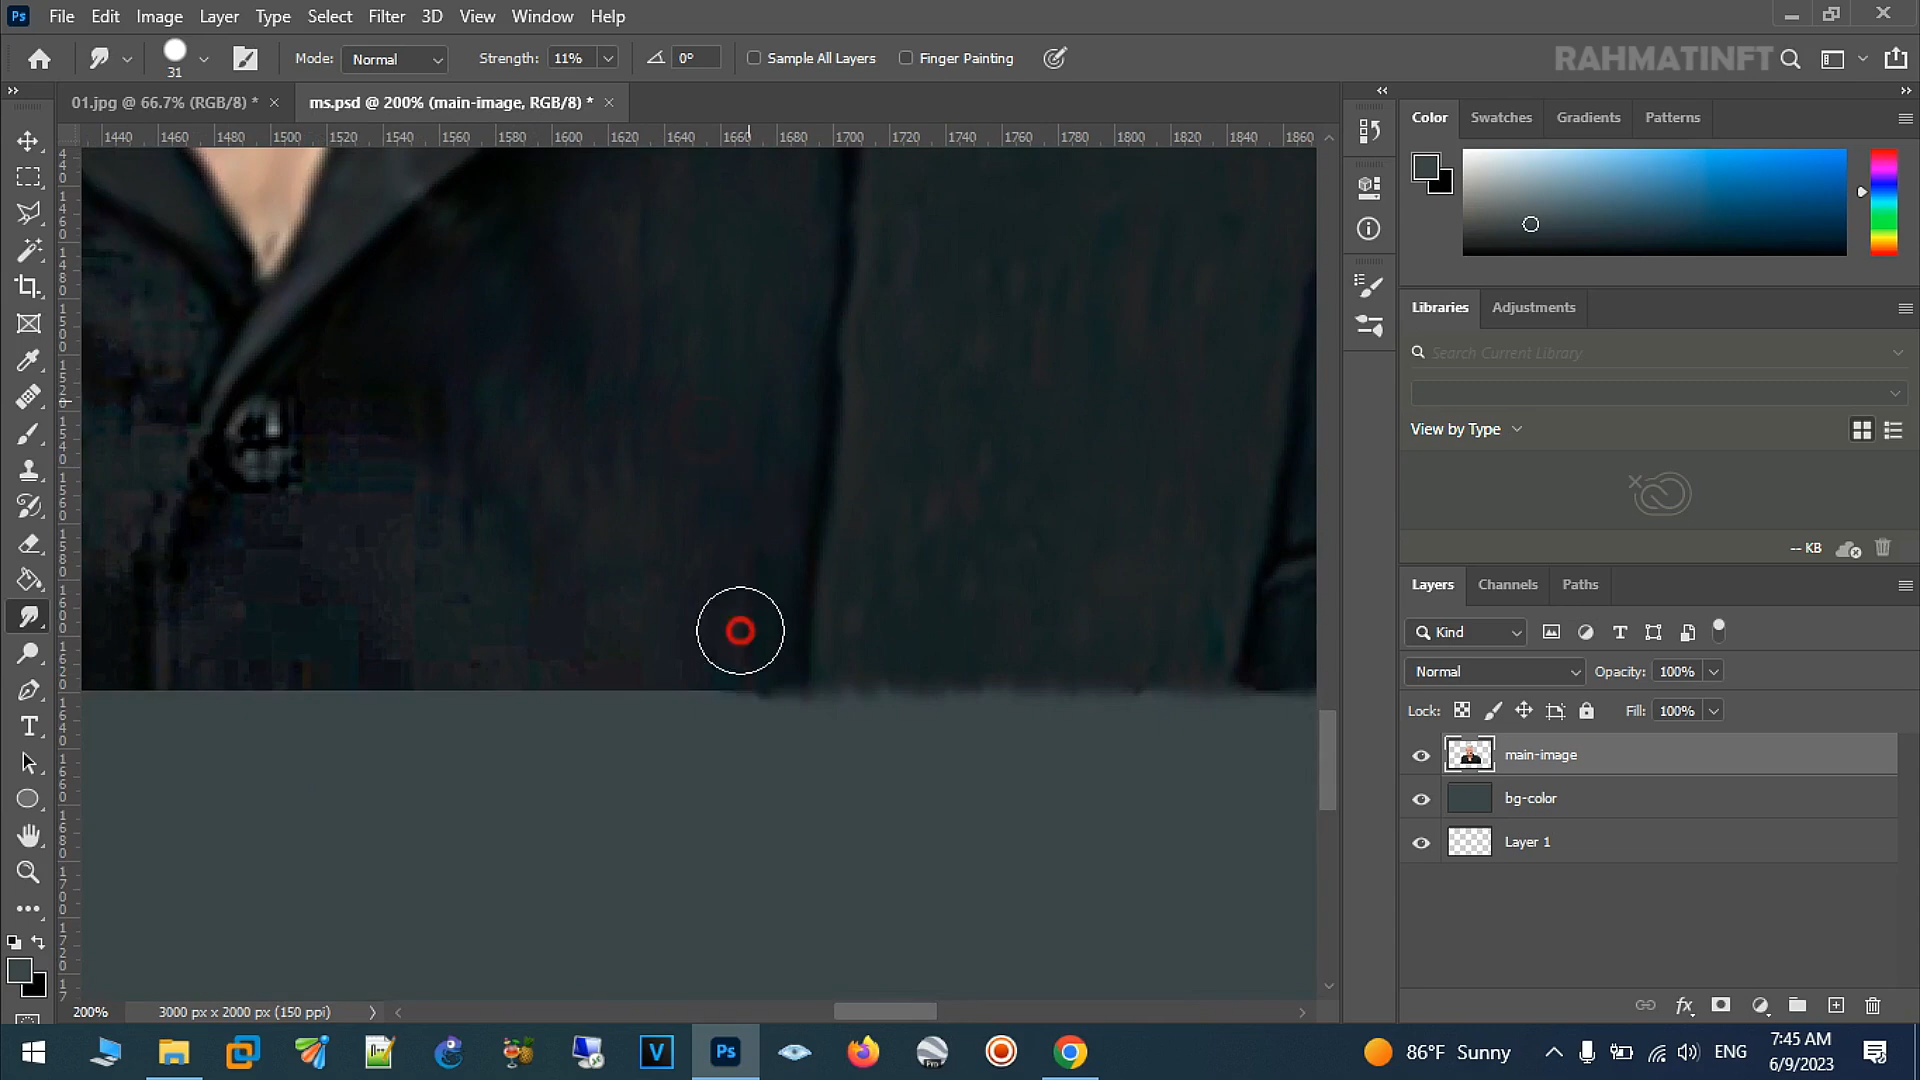 Ps File Edit Image Layer Type Filter 3D Select View Window Help
31 Mode: Normal Strength: 11% 0° Sample All Layers Finger Painting RAHMATINFT
01.jpg @ 66.7% (RGB/8) * × ms.psd @ 200% (main-image, RGB/8) * ×
1440 1460 1480 1500 1520 1540 1560 1580 1600 1620 1640 1660 1680 1700 1720 1740 1760 1780 1800 1820 1840 1860
Color Swatches Gradients Patterns
Libraries Adjustments
Search Current Library
View by Type
-- KB
Layers Channels Paths
Kind
Normal Opacity: 100%
Lock: Fill: 100%
main-image
bg-color
Layer 1
200% 3000 px x 2000 px (150 ppi)
V Ps Pro 86°F Sunny ENG 7:45 AM
6/9/2023